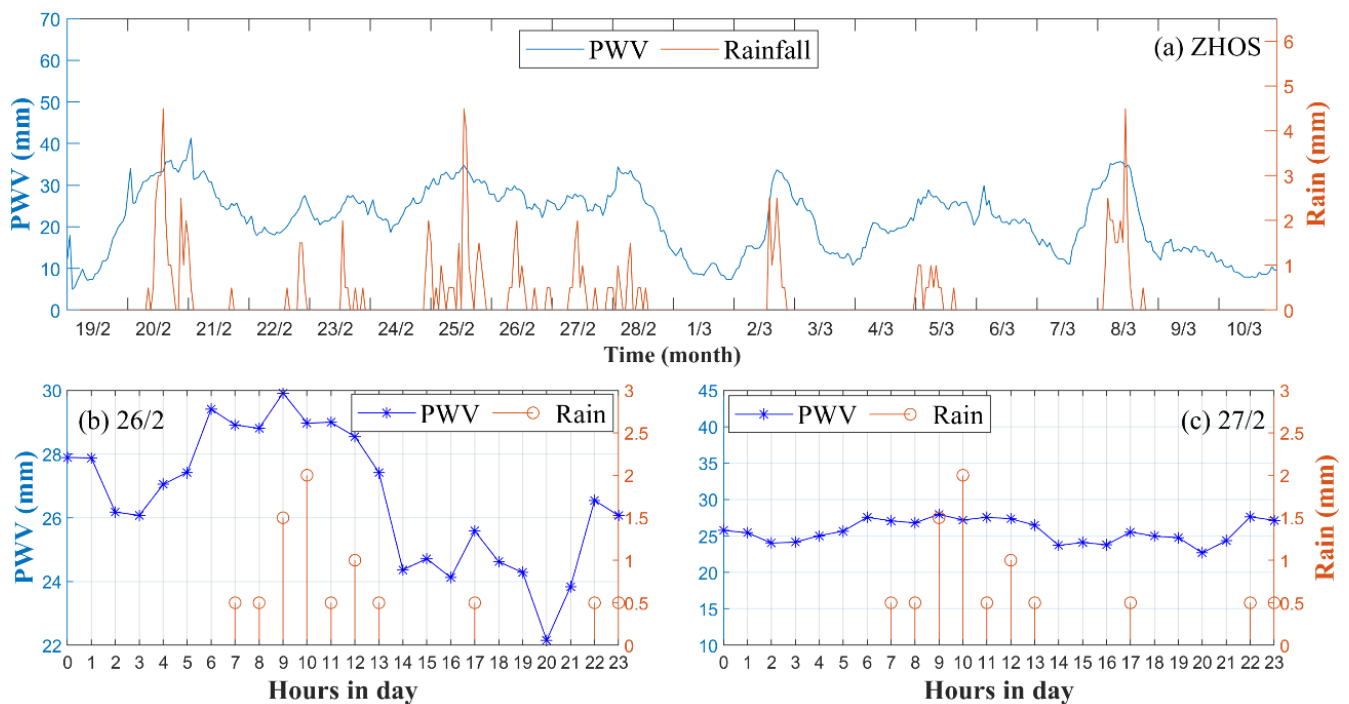 PWV Rainfall
(a) ZHOS
PWV (mm)
70
60
50
40
30
20
10
0
Rain (mm)
6
5
4
3
2
1
0
19/2 20/2 21/2 22/2 23/2 24/2 25/2 26/2 27/2 28/2 1/3 2/3 3/3 4/3 5/3 6/3 7/3 8/3 9/3 10/3
Time (month)
(b) 26/2
PWV Rain
PWV (mm)
30
28
26
24
22
Rain (mm)
3
2.5
2
1.5
1
0.5
0
0 1 2 3 4 5 6 7 8 9 10 11 12 13 14 15 16 17 18 19 20 21 22 23
Hours in day
PWV Rain
(c) 27/2
45
40
35
30
25
20
15
10
PWV (mm)
3
2.5
2
1.5
1
0.5
0
Rain (mm)
0 1 2 3 4 5 6 7 8 9 10 11 12 13 14 15 16 17 18 19 20 21 22 23
Hours in day